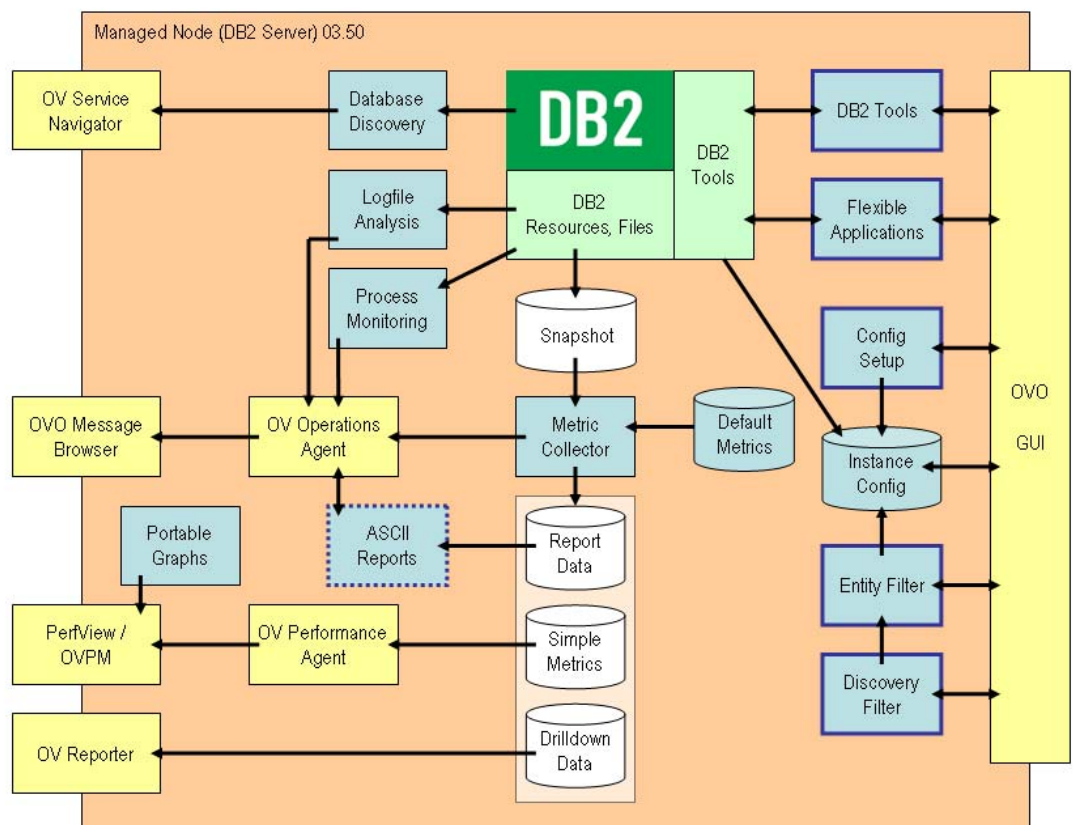 Managed Node (DB2 Server) 03.50
OV Service
Navigator
Database
Discovery
DB2
DB2
Tools
DB2 Tools
Logfile
Analysis
DB2
Resources, Files
Flexible
Applications
Process
Monitoring
Snapshot
Config
Setup
OVO
GUI
OVO Message
Browser
OV Operations
Agent
Metric
Collector
Default
Metrics
Instance
Config
Portable
Graphs
ASCII
Reports
Report
Data
Entity Filter
PerfView /
OVPM
OV Performance
Agent
Simple
Metrics
Discovery
Filter
OV Reporter
Drilldown
Data